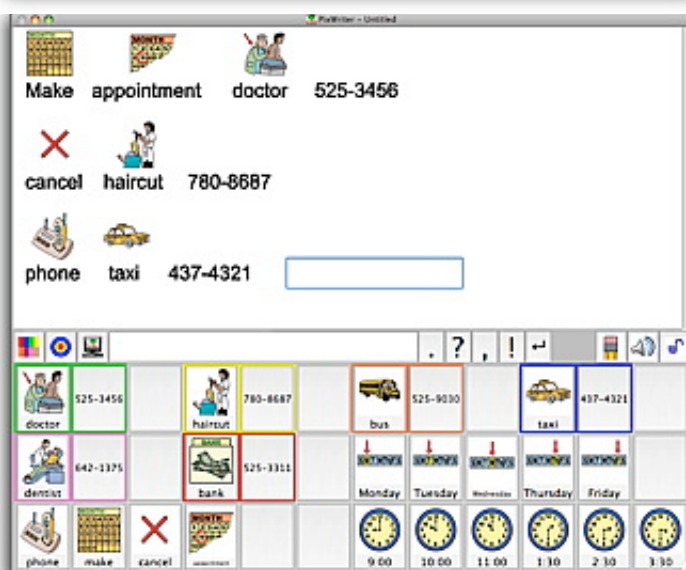 PixWriter - Untitled
Make appointment doctor 525-3456
cancel haircut 780-8687
phone taxi 437-4321
. ? , !
doctor 525-3456 haircut 780-8687 bus 525-9030 taxi 437-4321
dentist 642-1375 bank 525-3311 Monday Tuesday Wednesday Thursday Friday
phone make cancel appointment 9:00 10:00 11:00 1:30 2:30 3:30